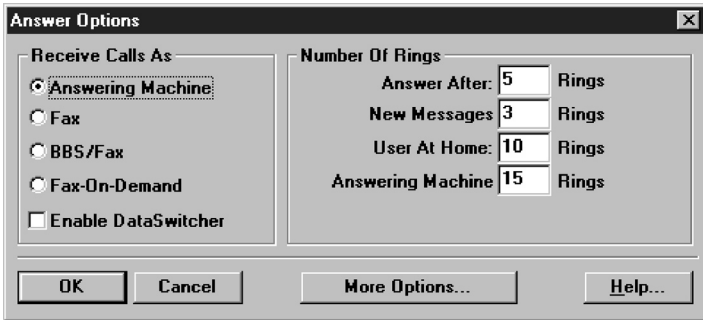 Answer Options
Receive Calls As
Answering Machine
Fax
BBS/Fax
Fax-On-Demand
Enable DataSwitcher
Number Of Rings
Answer After: 5 Rings
New Messages 3 Rings
User At Home: 10 Rings
Answering Machine 15 Rings
OK Cancel More Options... Help...